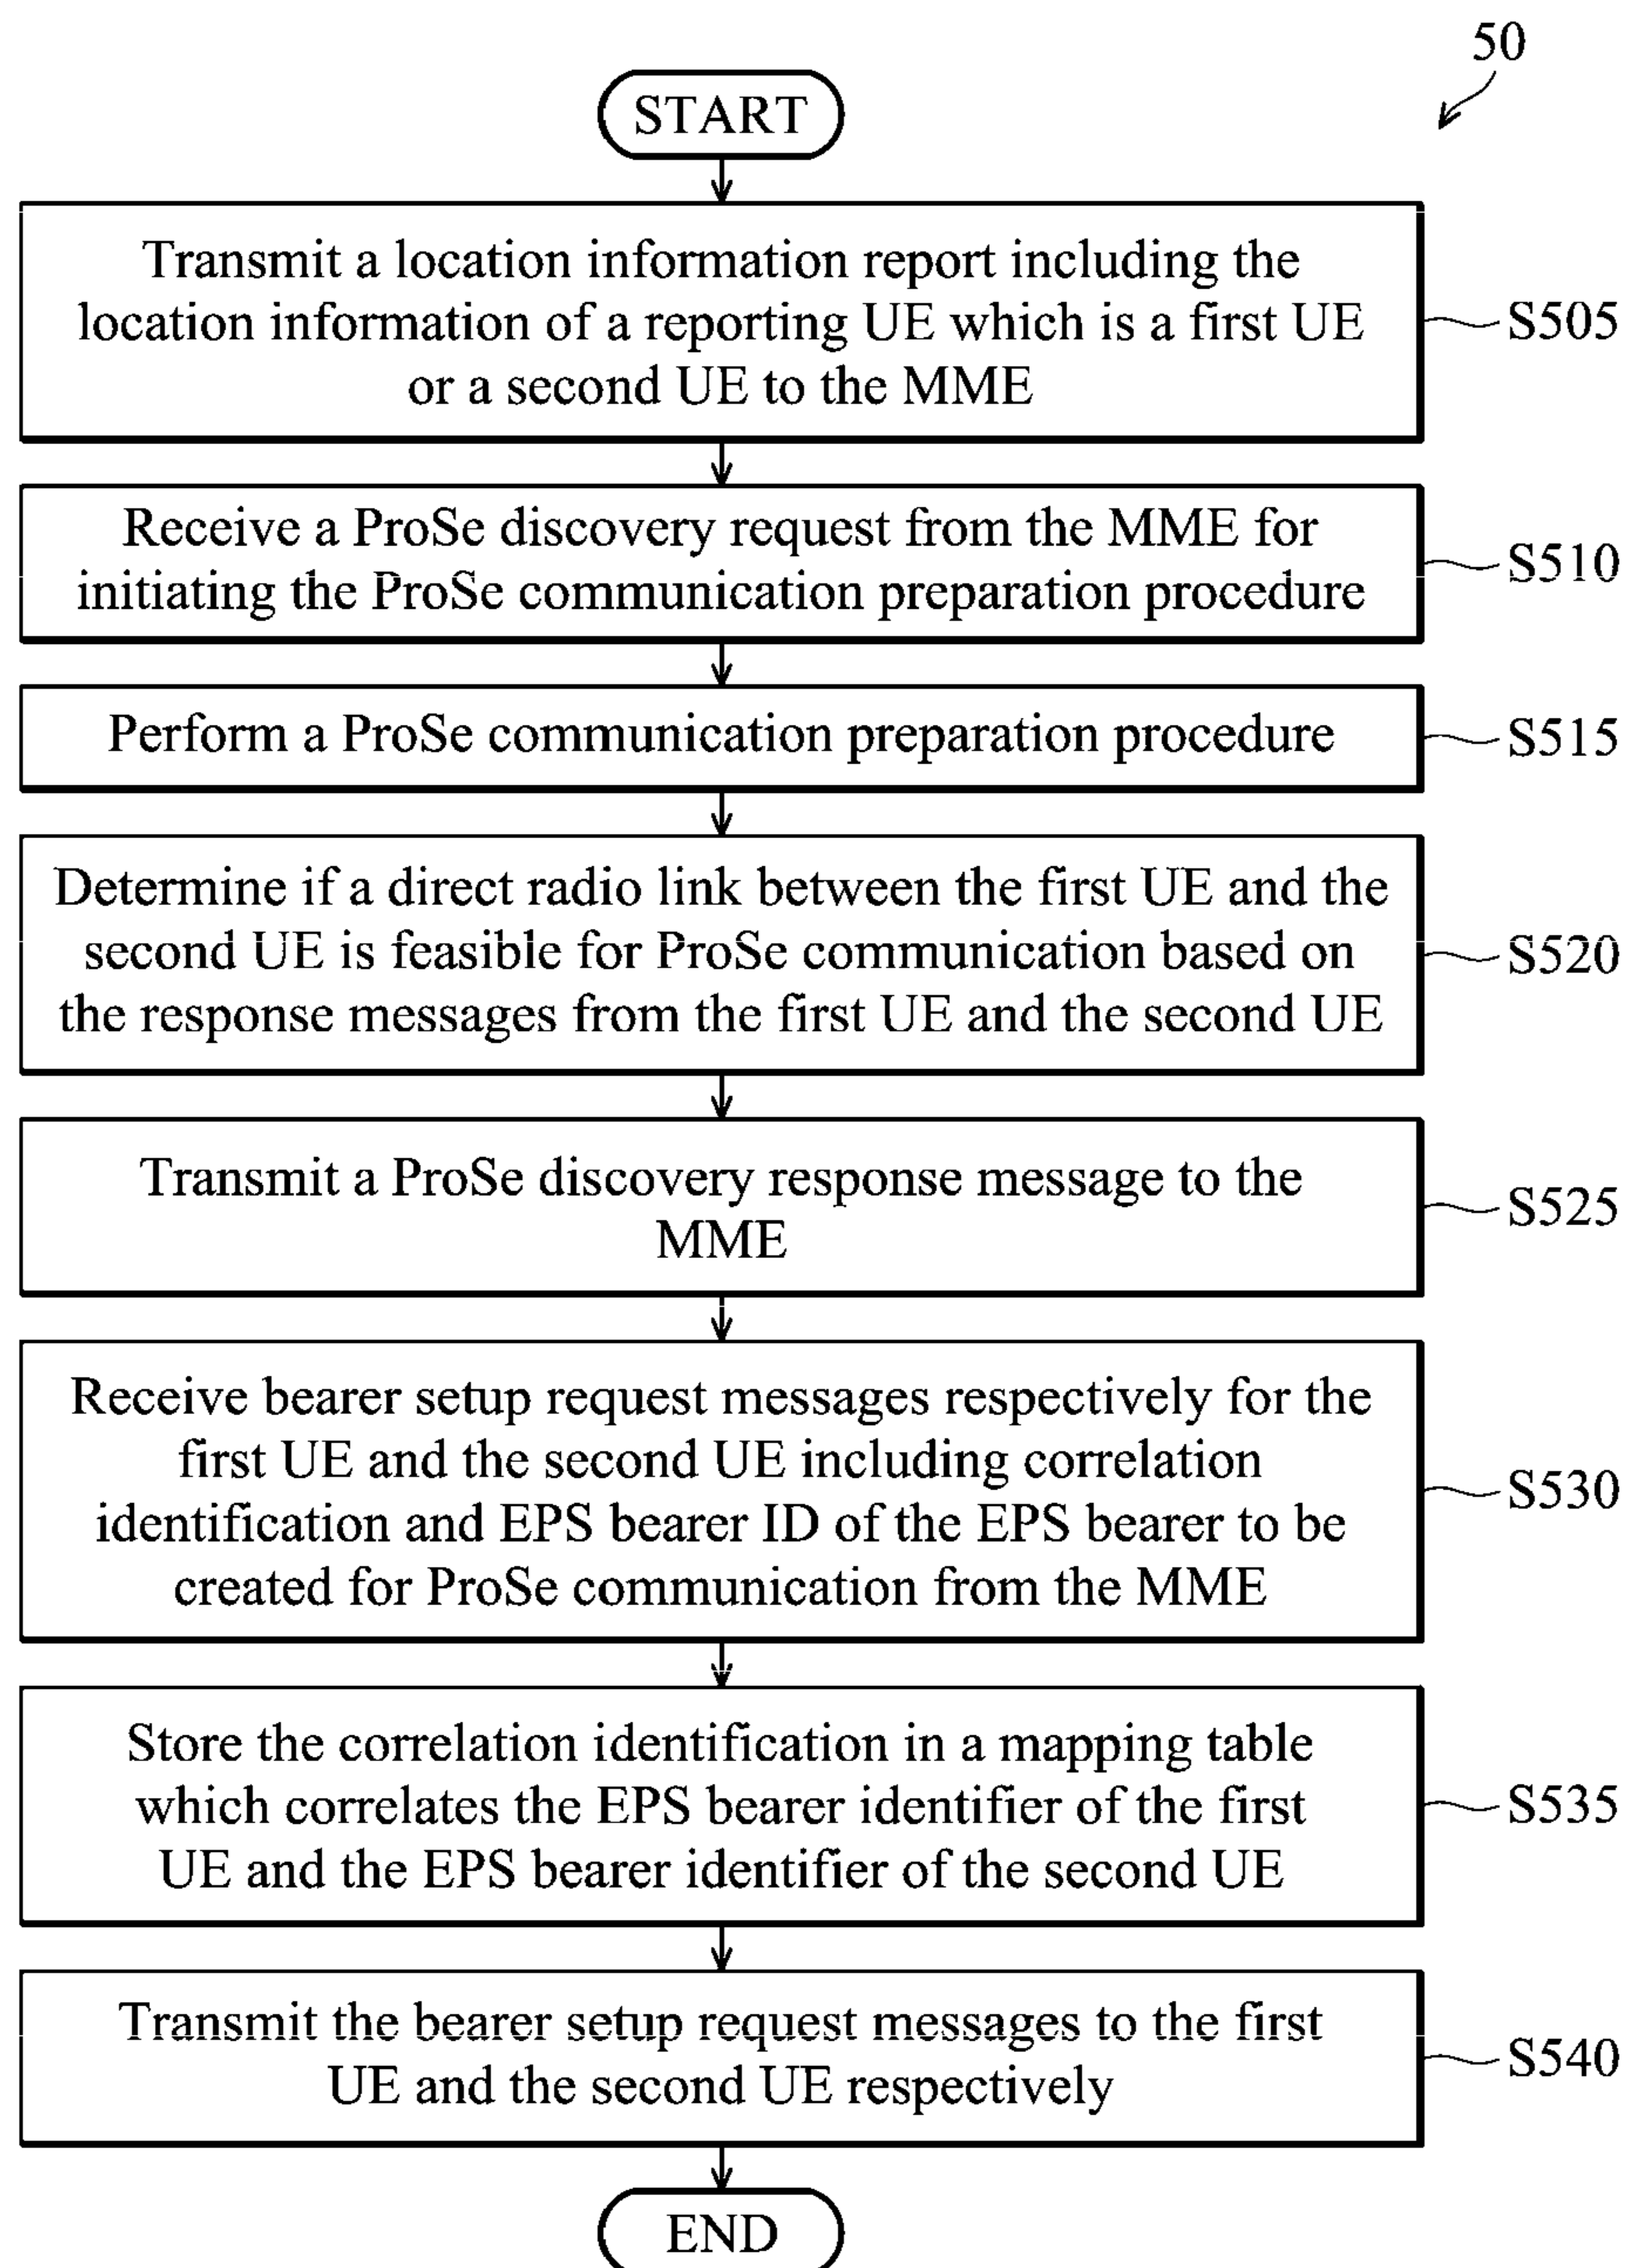 50
START
Transmit a location information report including the
location information of a reporting UE which is a first UE
or a second UE to the MME
S505
Receive a ProSe discovery request from the MME for
initiating the ProSe communication preparation procedure
S510
Perform a ProSe communication preparation procedure
S515
Determine if a direct radio link between the first UE and the
second UE is feasible for ProSe communication based on
the response messages from the first UE and the second UE
S520
Transmit a ProSe discovery response message to the
MME
S525
Receive bearer setup request messages respectively for the
first UE and the second UE including correlation
identification and EPS bearer ID of the EPS bearer to be
created for ProSe communication from the MME
S530
Store the correlation identification in a mapping table
which correlates the EPS bearer identifier of the first
UE and the EPS bearer identifier of the second UE
S535
Transmit the bearer setup request messages to the first
UE and the second UE respectively
S540
END